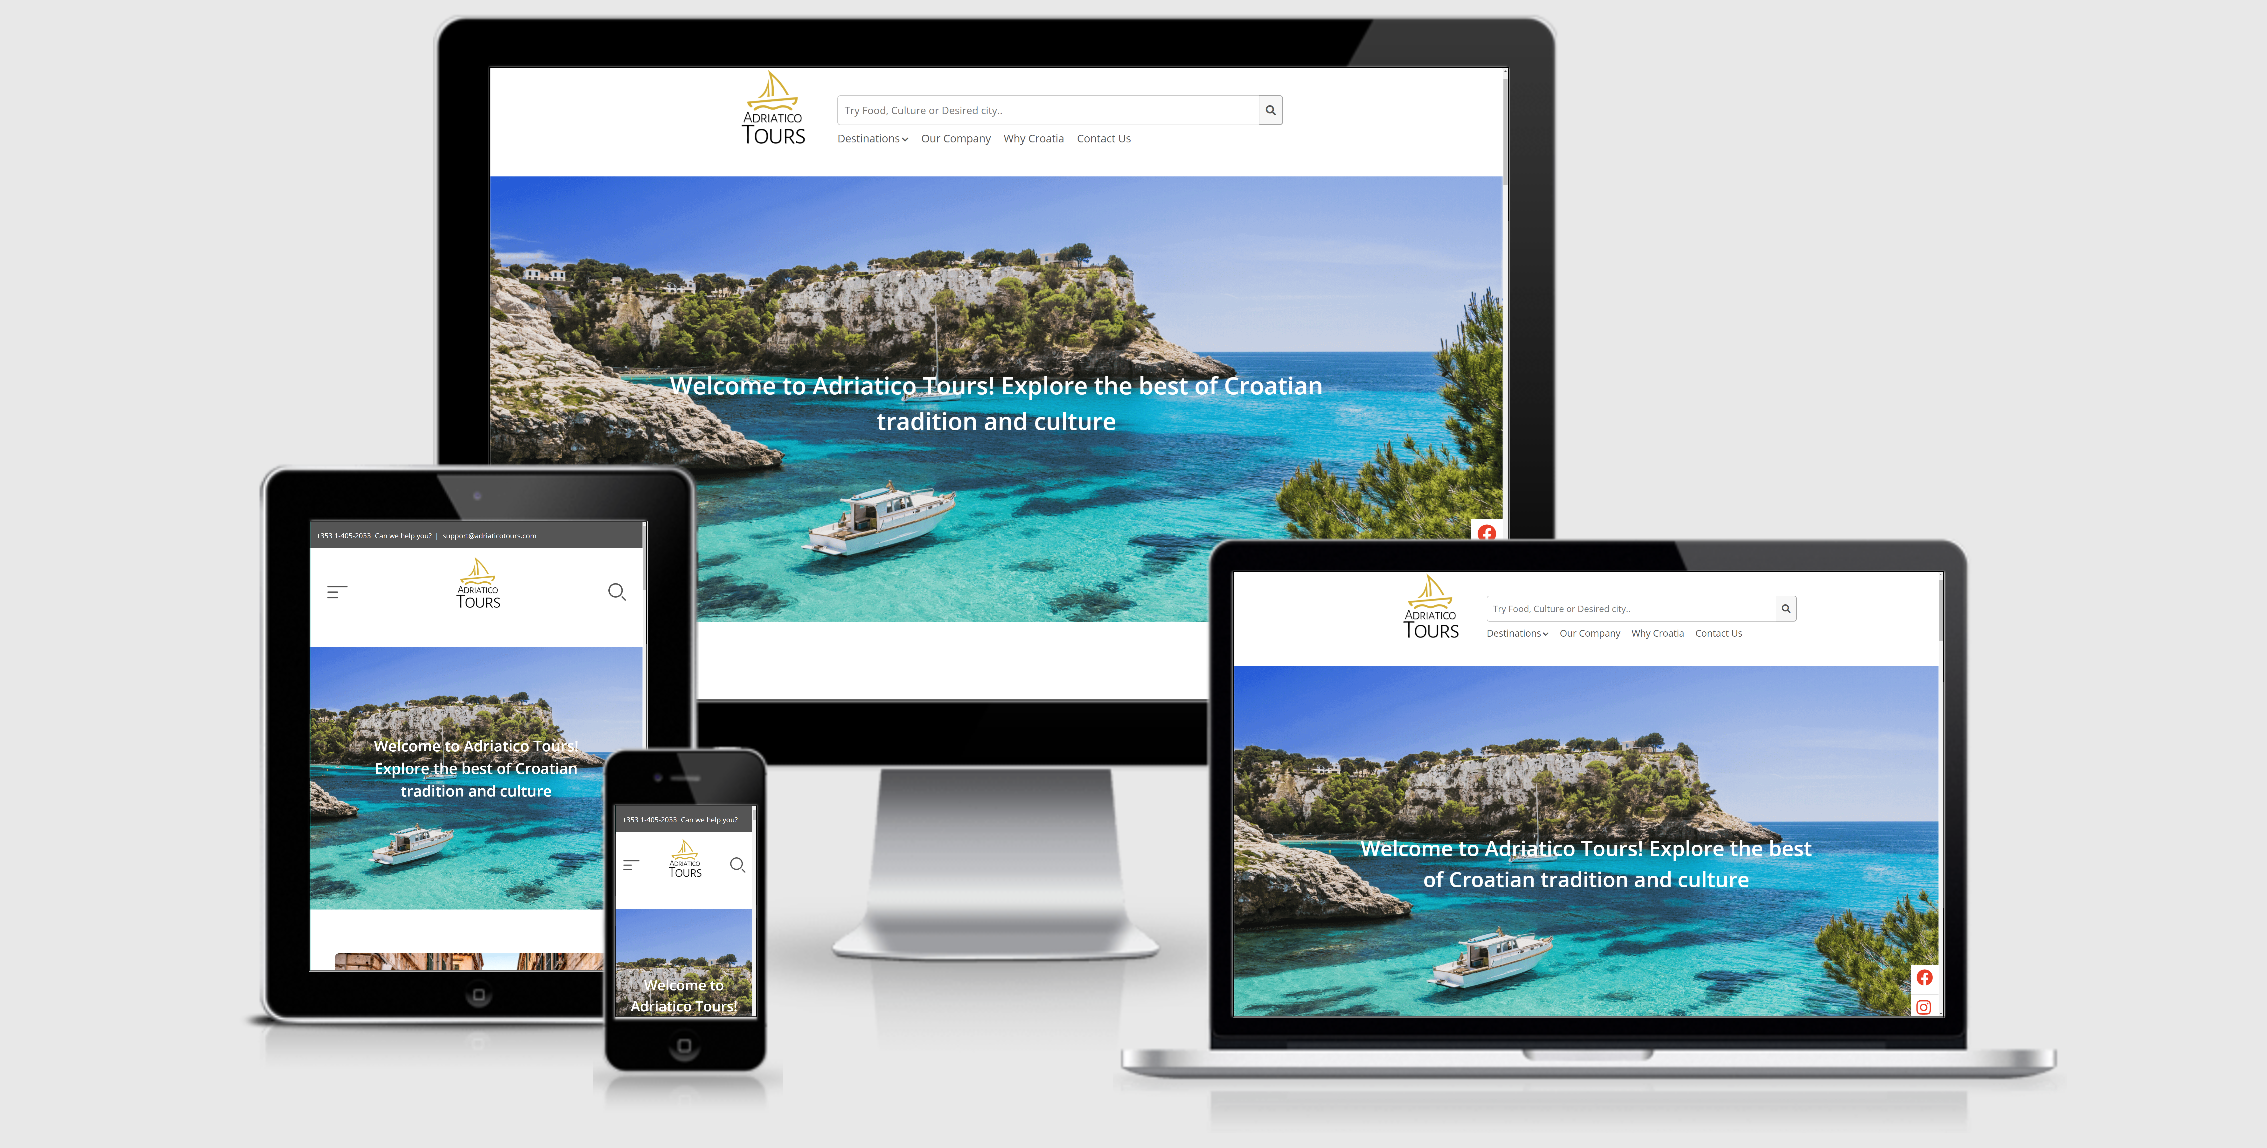 ADRIATICO
TOURS
Try Food, Culture or Desired city..
Destinations Our Company Why Croatia Contact Us
Welcome to Adriatico Tours! Explore the best of Croatian
tradition and culture
+353 1-405-2033 Can we help you? | support@adriaticotours.com
ADRIATICO
TOURS
Welcome to Adriatico Tours!
Explore the best of Croatian
tradition and culture
+353 1-405-2033 Can we help you?
ADRIATICO
TOURS
Welcome to
Adriatico Tours!
ADRIATICO
TOURS
Try Food, Culture or Desired city..
Destinations Our Company Why Croatia Contact Us
Welcome to Adriatico Tours! Explore the best
of Croatian tradition and culture